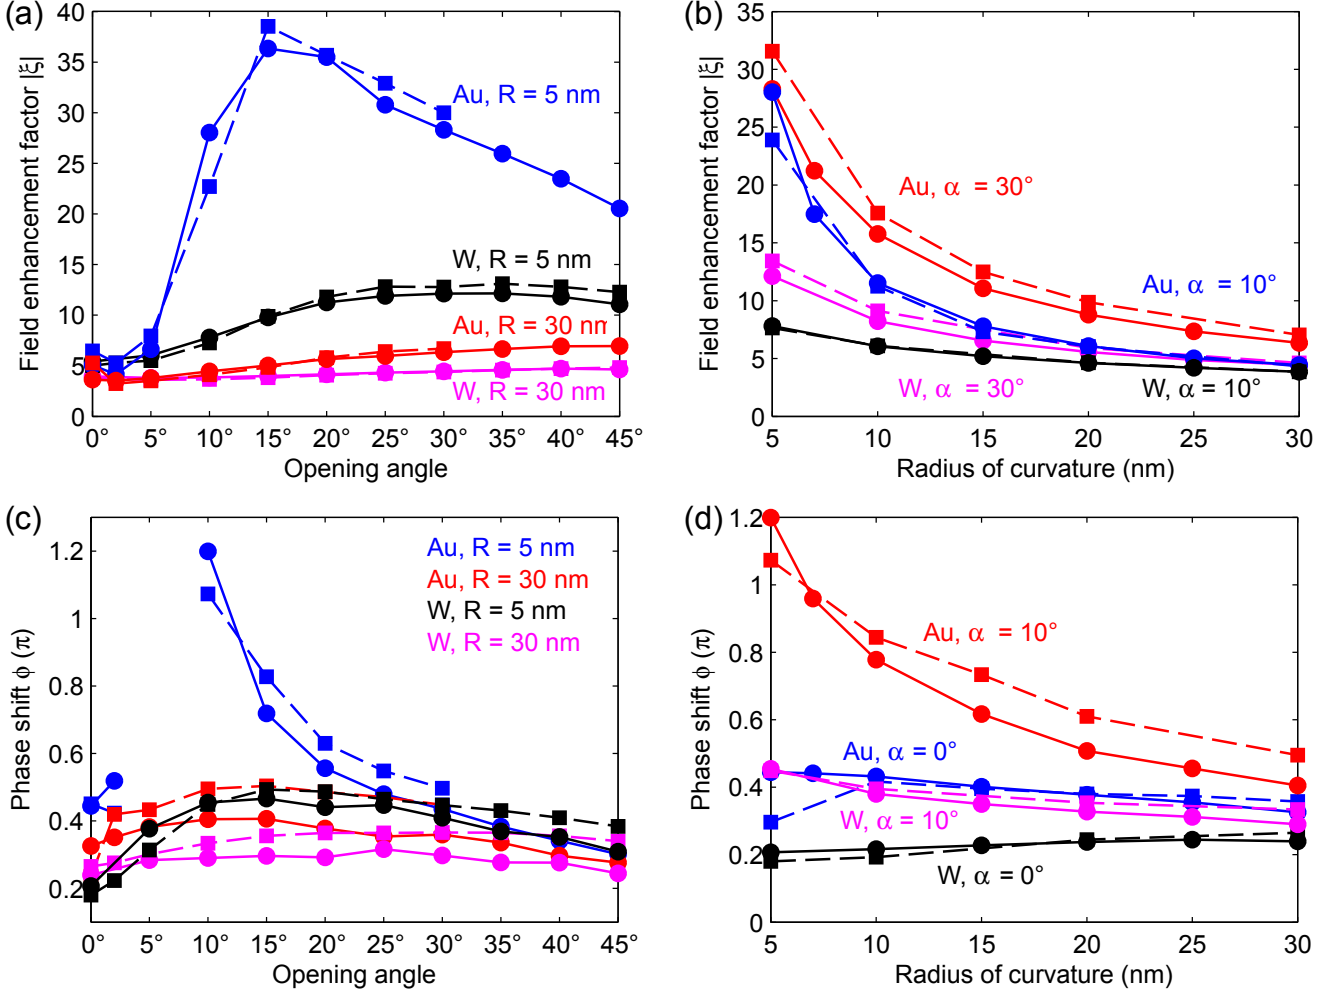 (a)
Field enhancement factor |ξ|
40
35
30
25
20
15
10
5
0
Au, R = 5 nm
W, R = 5 nm
Au, R = 30 nm
W, R = 30 nm
0° 5° 10° 15° 20° 25° 30° 35° 40° 45°
Opening angle
(b)
Field enhancement factor |ξ|
35
30
25
20
15
10
5
0
Au, α = 30°
Au, α = 10°
W, α = 30°
W, α = 10°
5 10 15 20 25 30
Radius of curvature (nm)
(c)
Phase shift ϕ (π)
1.2
1
0.8
0.6
0.4
0.2
Au, R = 5 nm
Au, R = 30 nm
W, R = 5 nm
W, R = 30 nm
0° 5° 10° 15° 20° 25° 30° 35° 40° 45°
Opening angle
(d)
Phase shift ϕ (π)
1.2
1
0.8
0.6
0.4
0.2
0
Au, α = 10°
Au, α = 0°
W, α = 10°
W, α = 0°
5 10 15 20 25 30
Radius of curvature (nm)